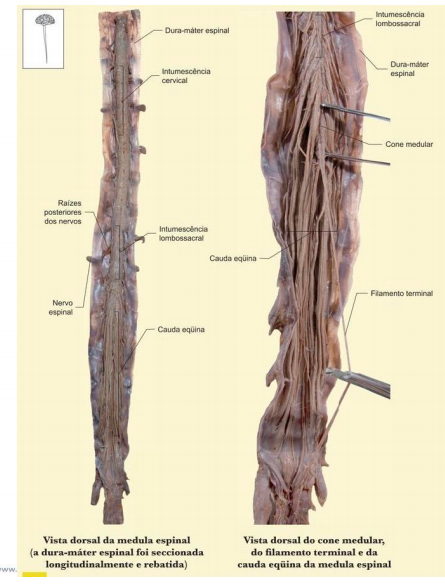 Dura-máter espinal
Intumescência
cervical
Raízes
posteriores
dos nervos
Intumescência
lombossacral
Nervo
espinal
Cauda eqüina
Vista dorsal da medula espinal
(a dura-máter espinal foi seccionada
longitudinalmente e rebatida)
Intumescência
lombossacral
Dura-máter
espinal
Cone medular
Cauda eqüina
Filamento terminal
Vista dorsal do cone medular,
do filamento terminal e da
cauda eqüina da medula espinal
www.